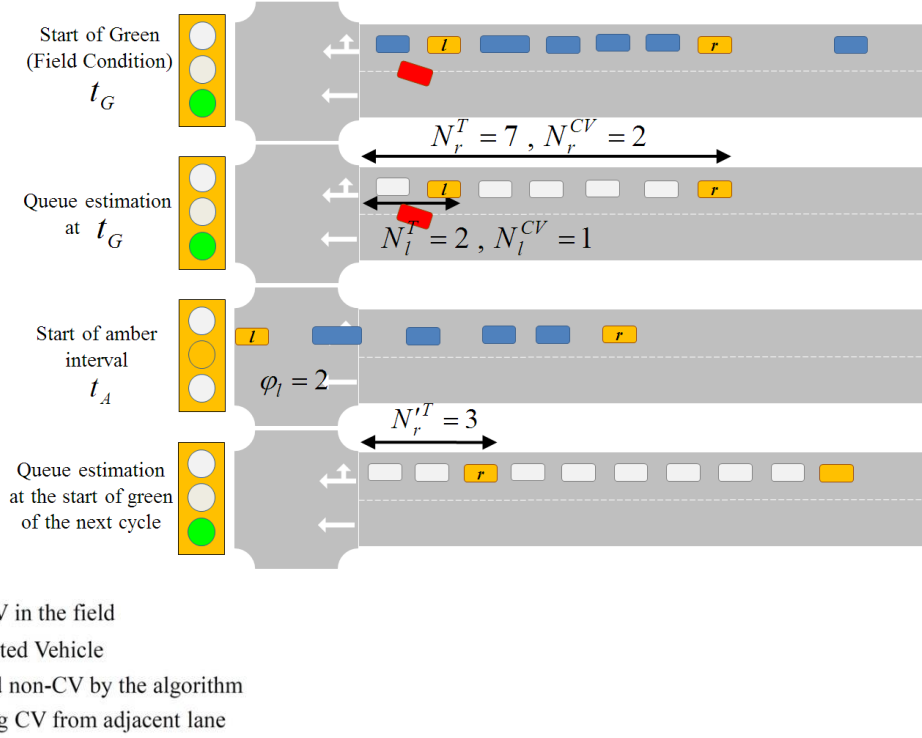 Start of Green
(Field Condition)
t_G
l
r
N_r^T = 7 , N_r^{CV} = 2
Queue estimation
at t_G
l
r
N_l^T = 2 , N_l^{CV} = 1
Start of amber
interval
t_A
l
r
φ_l = 2
N_r'^T = 3
Queue estimation
at the start of green
of the next cycle
r
V in the field
ted Vehicle
l non-CV by the algorithm
g CV from adjacent lane